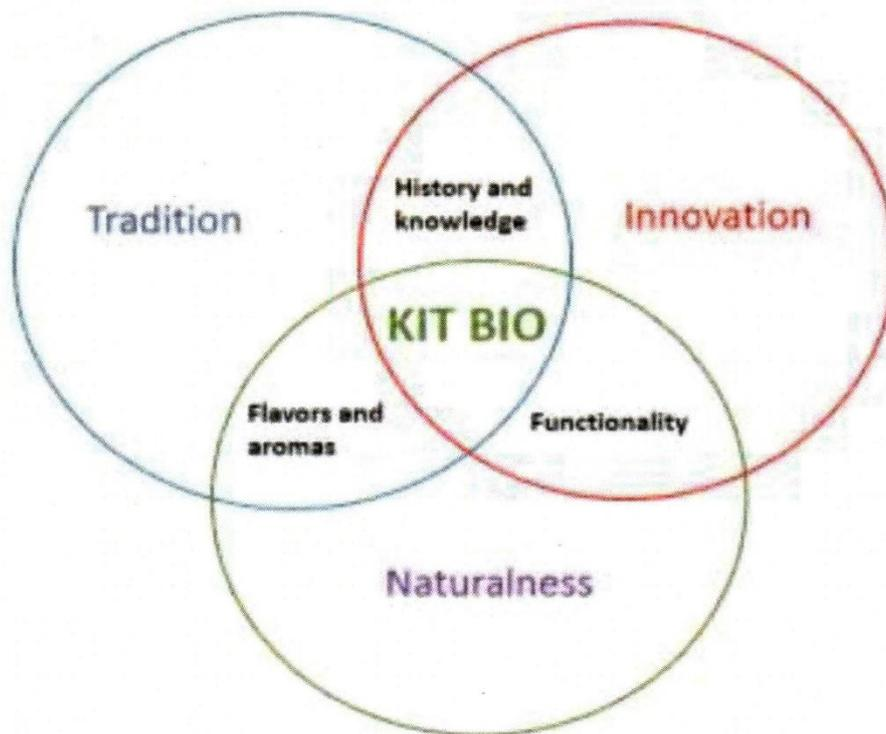 History and
knowledge
Tradition
Innovation
KIT BIO
Flavors and
aromas
Functionality
Naturalness